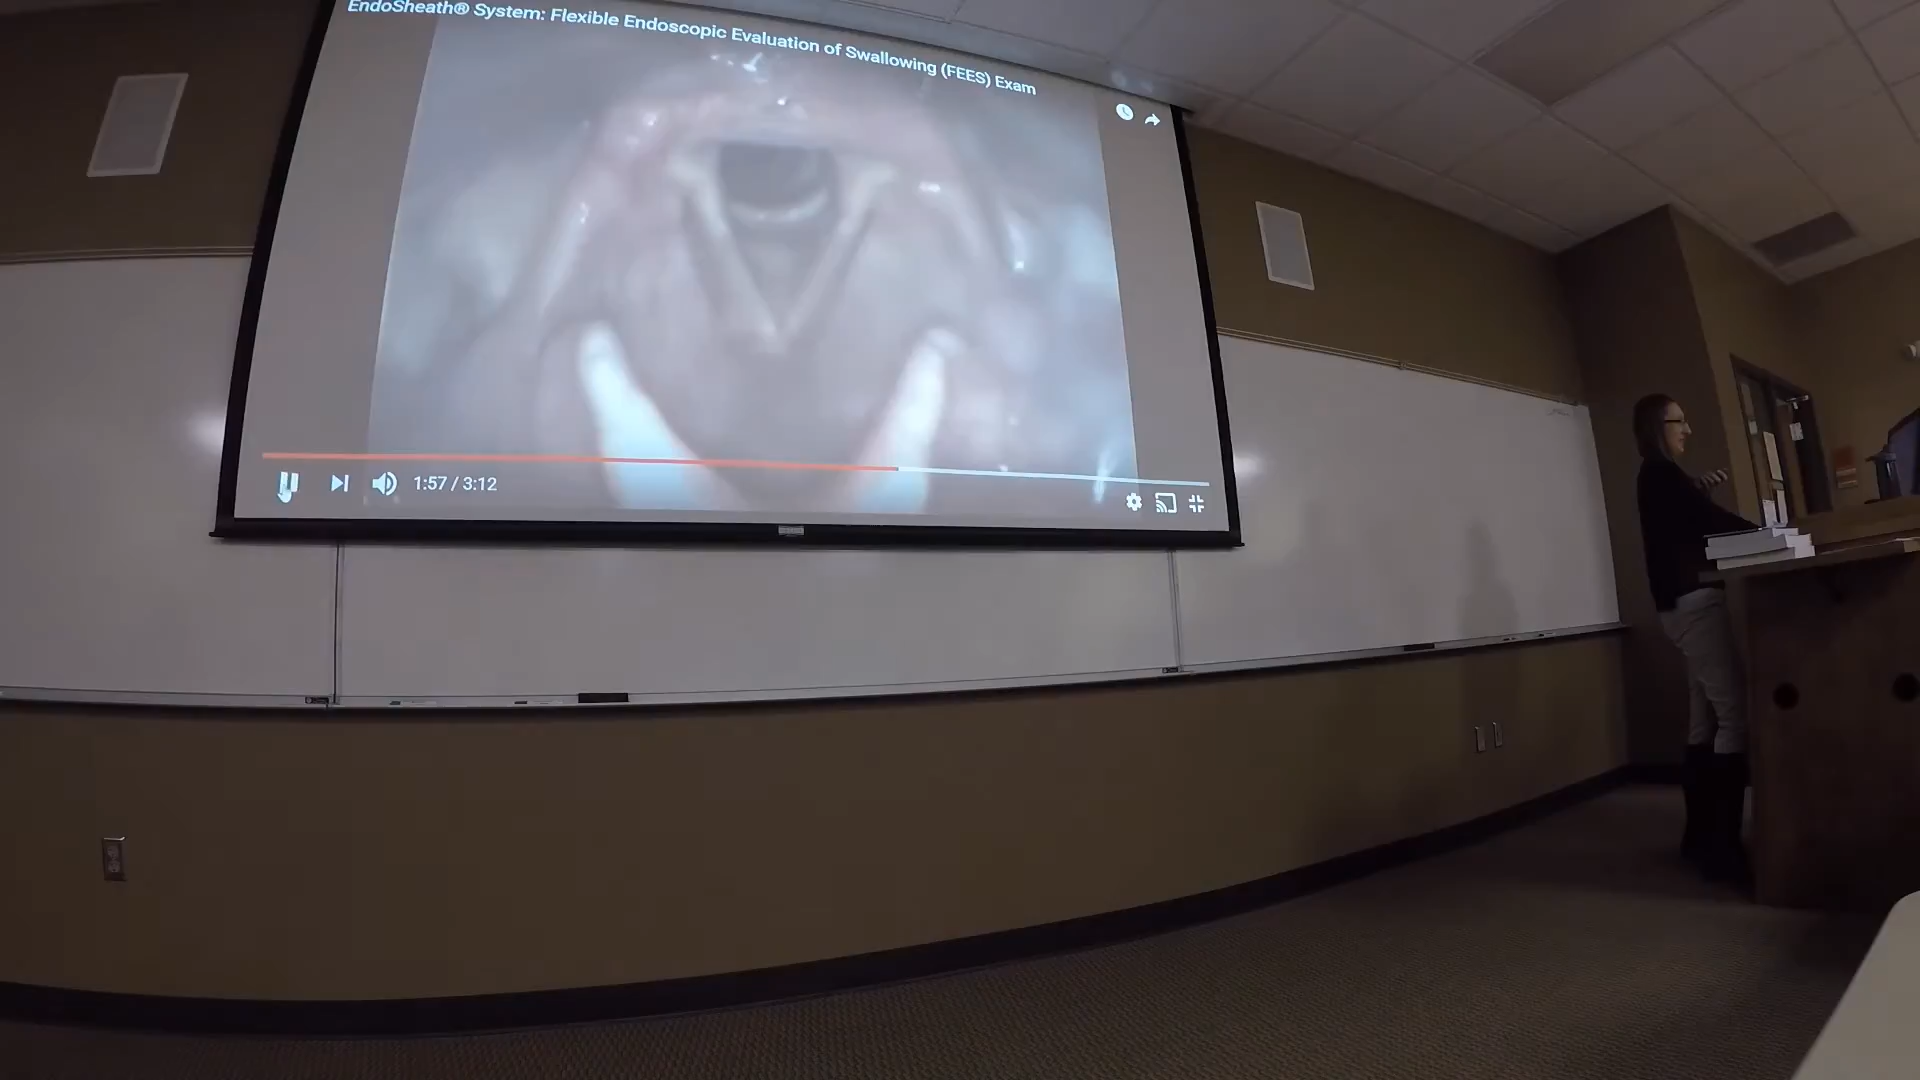 EndoSheath® System: Flexible Endoscopic Evaluation of Swallowing (FEES) Exam
1:57 / 3:12